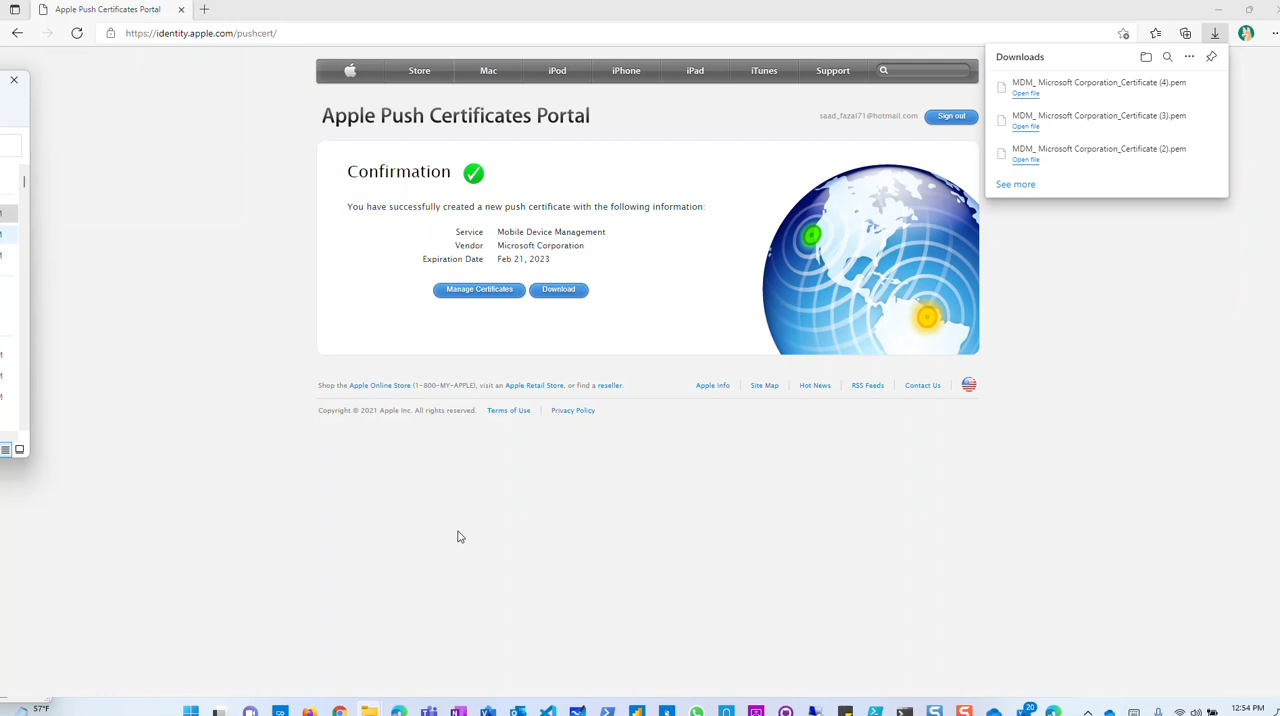 Apple Push Certificates Portal
https://identity.apple.com/pushcert/
Downloads
MDM_ Microsoft Corporation_Certificate (4).pem
Open file
MDM_ Microsoft Corporation_Certificate (3).pem
Open file
MDM_ Microsoft Corporation_Certificate (2).pem
Open file
See more
Store Mac iPod iPhone iPad iTunes Support
Apple Push Certificates Portal
saad_fazal71@hotmail.com Sign out
Confirmation
You have successfully created a new push certificate with the following information:
Service Mobile Device Management
Vendor Microsoft Corporation
Expiration Date Feb 21, 2023
Manage Certificates Download
Shop the Apple Online Store (1-800-MY-APPLE), visit an Apple Retail Store, or find a reseller.
Apple Info Site Map Hot News RSS Feeds Contact Us
Copyright © 2021 Apple Inc. All rights reserved. Terms of Use Privacy Policy
57°F
20
12:54 PM